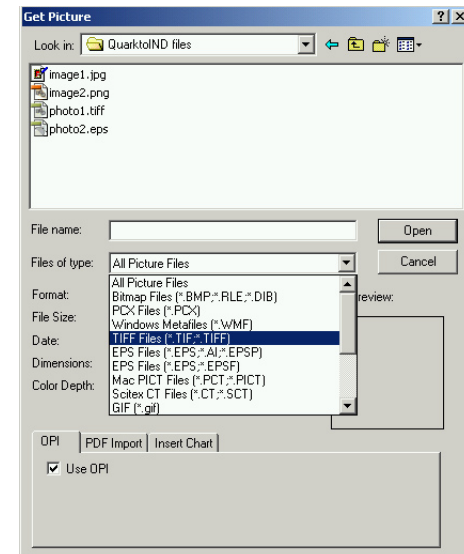 Get Picture
Look in: QuarktoIND files
image1.jpg
image2.png
photo1.tiff
photo2.eps
File name: Open
Files of type: All Picture Files Cancel
All Picture Files
Format: Bitmap Files (*.BMP;*.RLE;*.DIB) review:
PCX Files (*.PCX)
File Size: Windows Metafiles (*.WMF)
Date: TIFF Files (*.TIF;*.TIFF)
EPS Files (*.EPS;*.AI;*.EPSP)
Dimensions: EPS Files (*.EPS;*.EPSF)
Mac PICT Files (*.PCT;*.PICT)
Color Depth: Scitex CT Files (*.CT;*.SCT)
GIF (*.gif)
OPI PDF Import Insert Chart
Use OPI